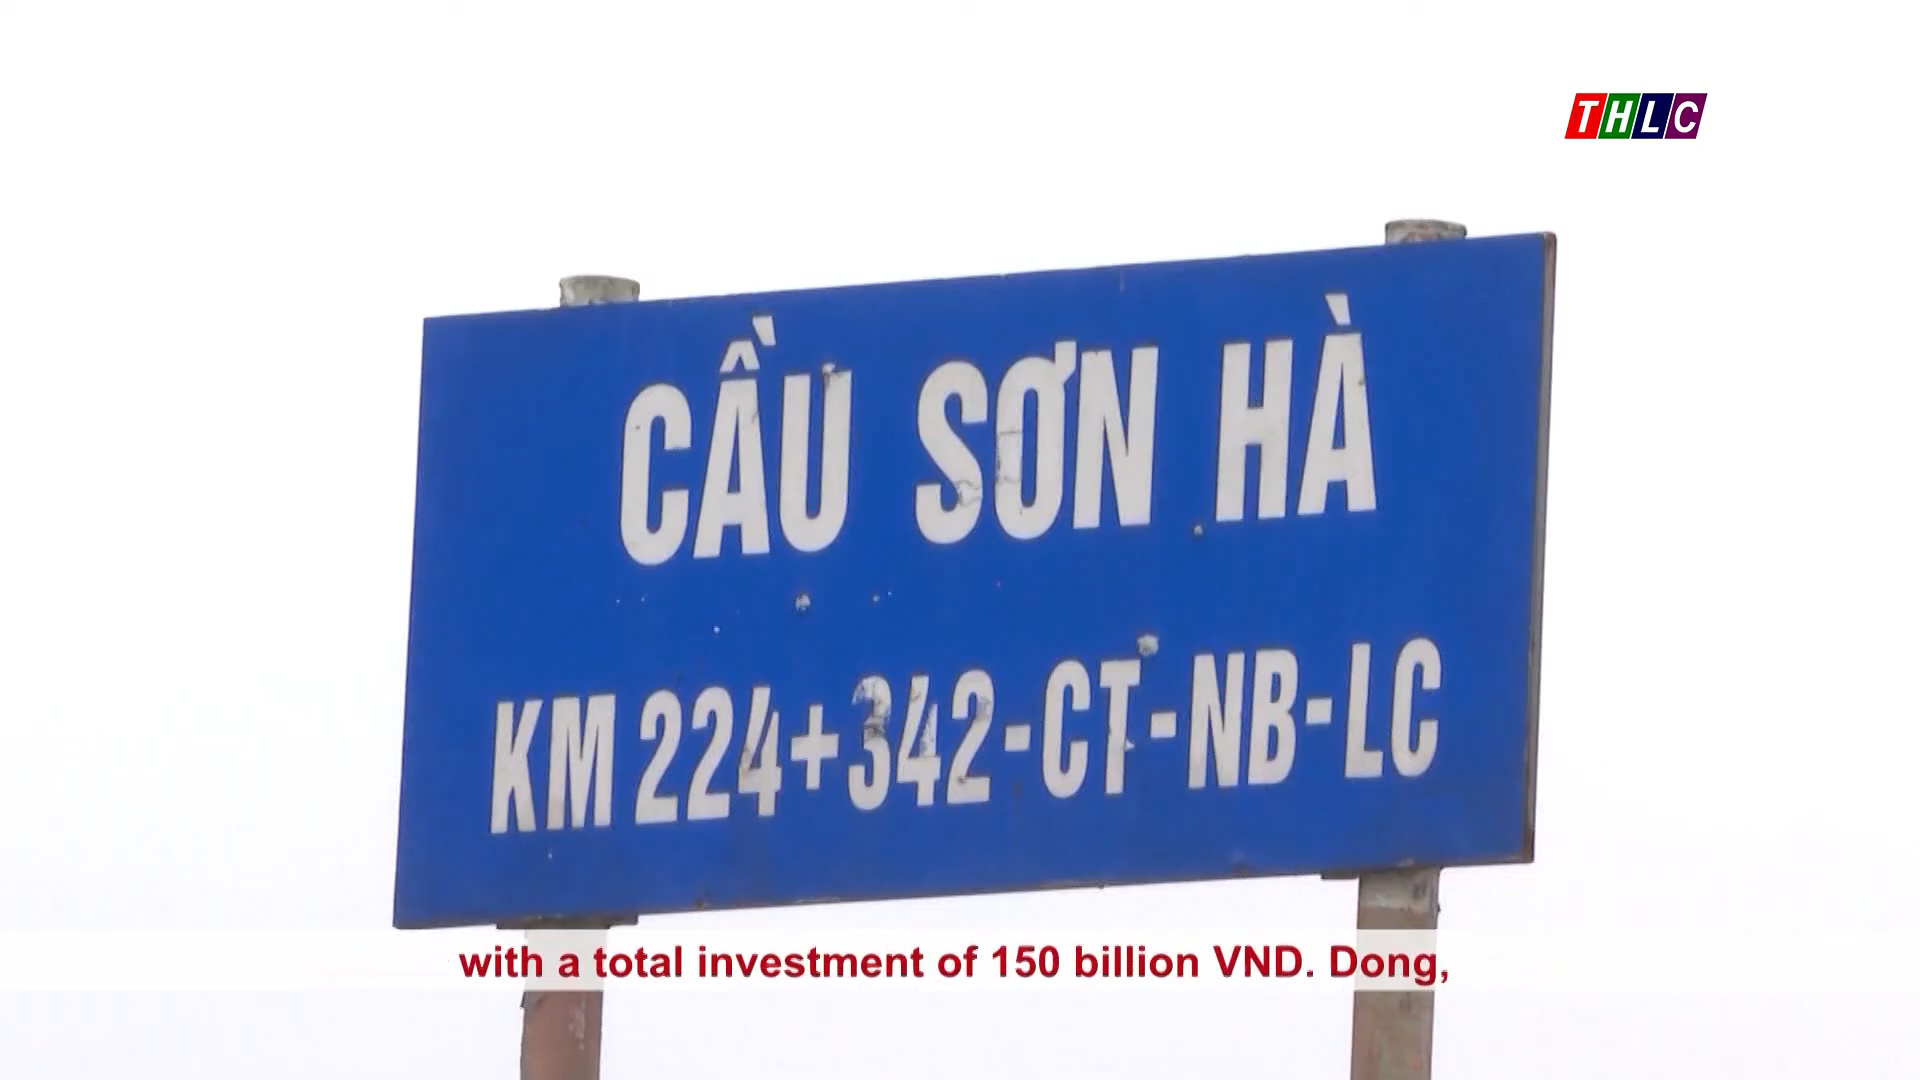 THLC
CẦU SƠN HÀ
KM 224+342-CT-NB-LC
with a total investment of 150 billion VND. Dong,